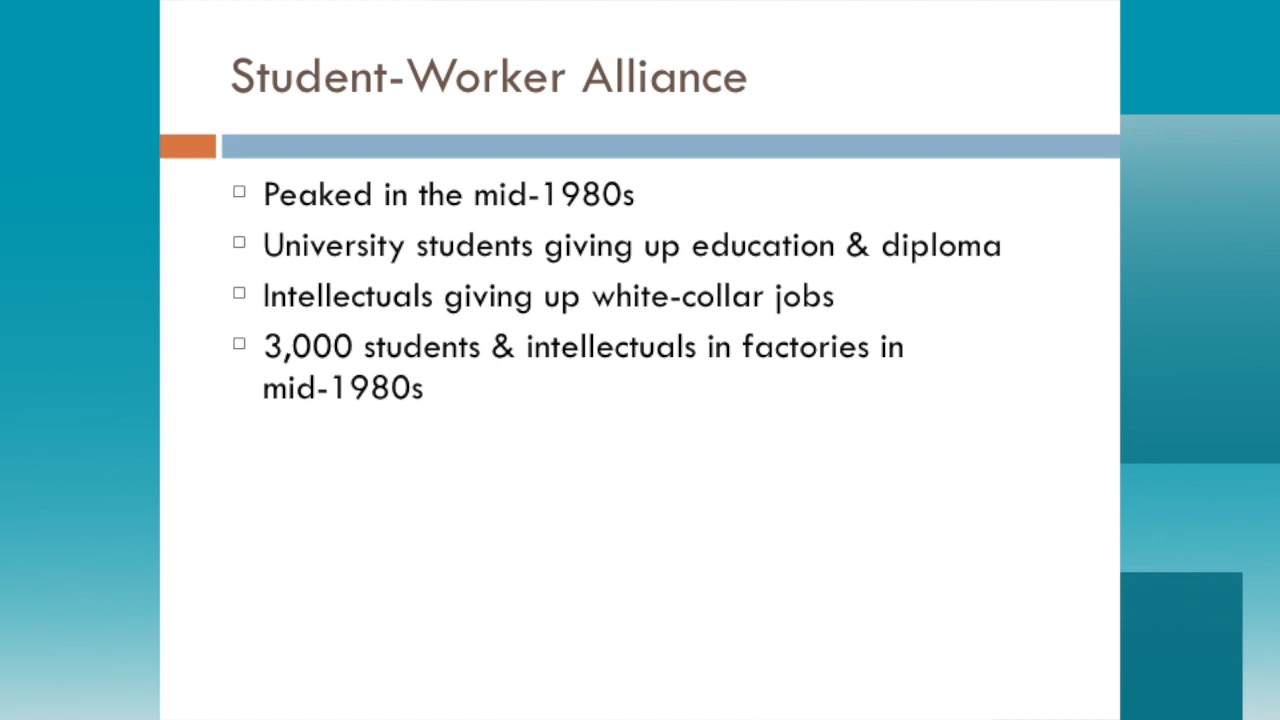 Student-Worker Alliance
Peaked in the mid-1980s
University students giving up education & diploma
Intellectuals giving up white-collar jobs
3,000 students & intellectuals in factories in
mid-1980s